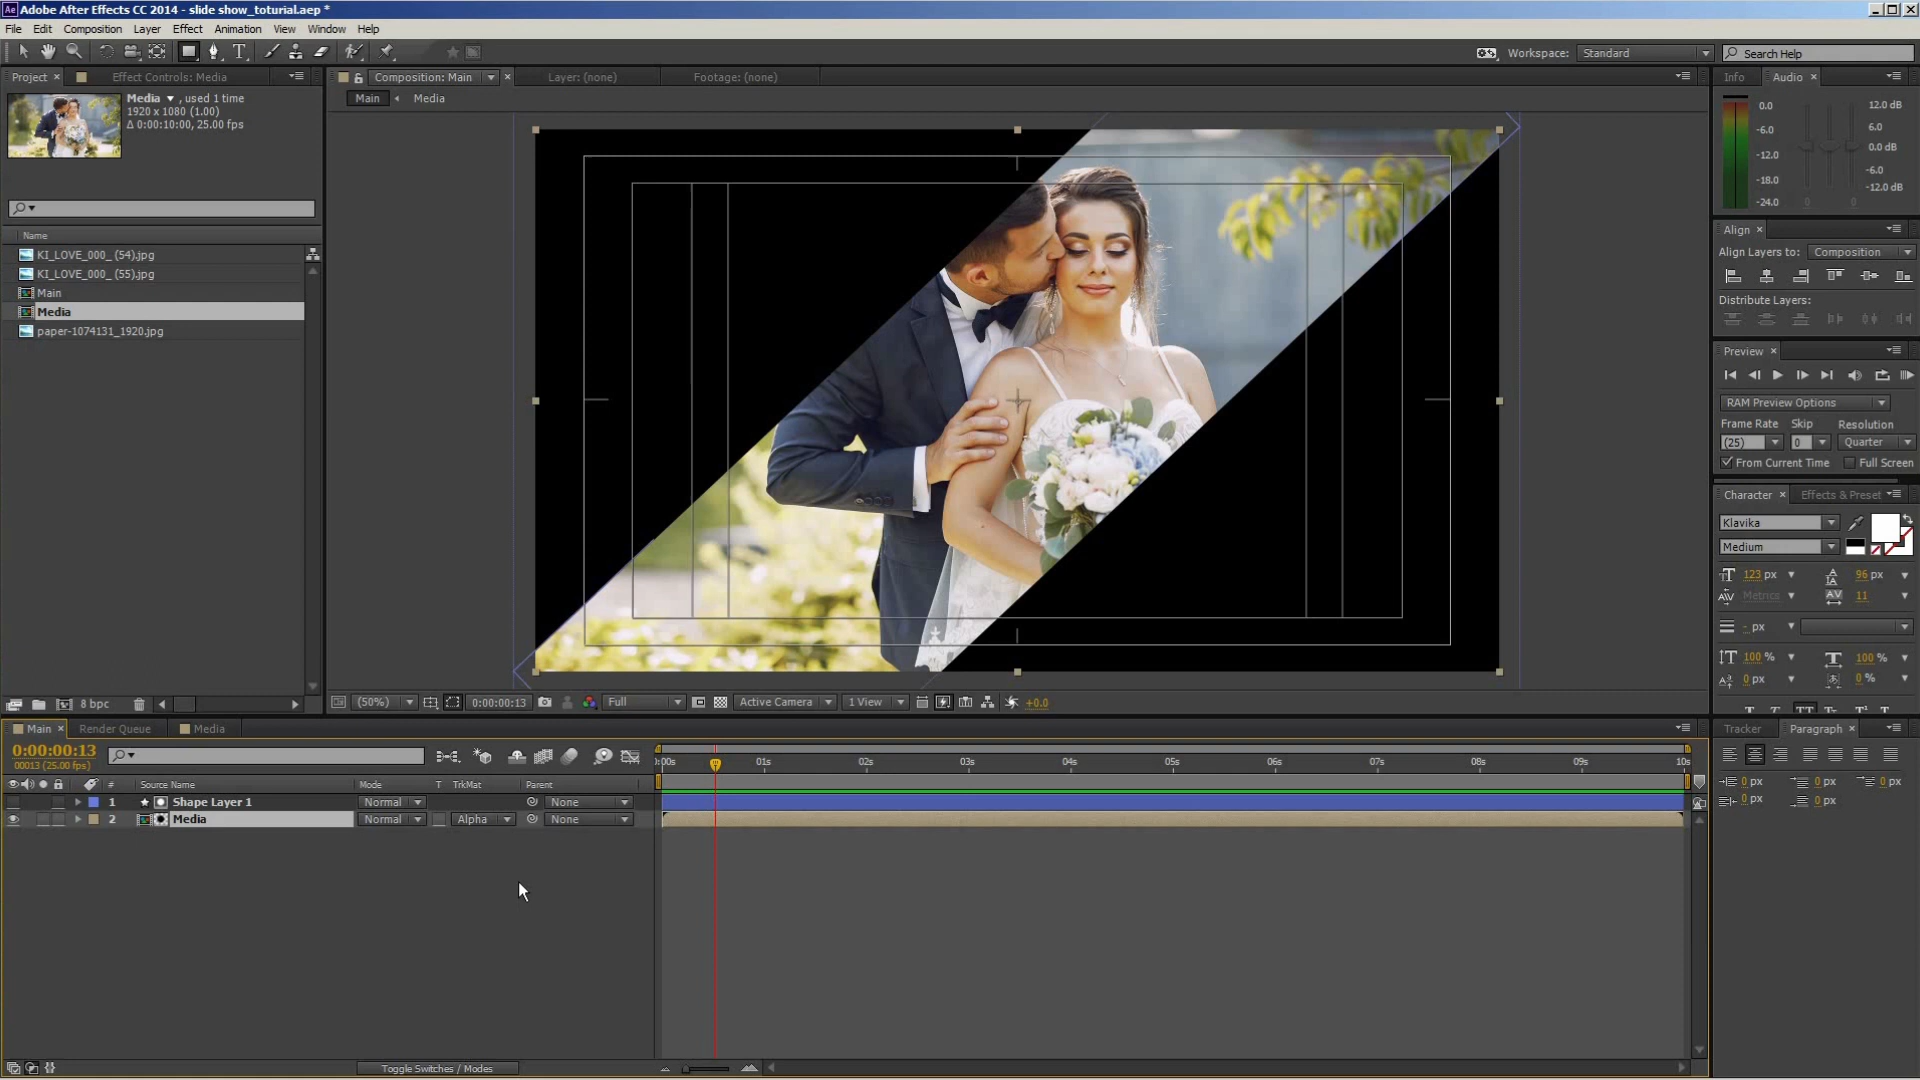 Adobe After Effects CC 2014 - slide show_toturial.aep *
File Edit Composition Layer Effect Animation View Window Help
Workspace: Standard Search Help
Project Effect Controls: Media Composition: Main Layer: (none) Footage: (none) Info Audio
Main Media
Media , used 1 time
1920 x 1080 (1.00)
Δ 0:00:10:00, 25.00 fps
0.0 12.0 dB
-6.0 6.0
-12.0 0.0 dB
-18.0 -6.0
-24.0 -12.0 dB
0 0
Name
KI_LOVE_000_ (54).jpg
KI_LOVE_000_ (55).jpg
Main
Media
paper-1074131_1920.jpg
Align
Align Layers to: Composition
Distribute Layers:
Preview
RAM Preview Options
Frame Rate Skip Resolution
(25) 0 Quarter
From Current Time Full Screen
Character Effects & Preset
Klavika
Medium
123 px 96 px
Metrics 11
- px
100 % 100 %
0 px 0 %
8 bpc
(50%) 0:00:00:13 Full Active Camera 1 View +0.0
Main Render Queue Media
Tracker Paragraph
0 px 0 px 0 px
0 px 0 px
0:00:00:13
00013 (25.00 fps)
:00s 01s 02s 03s 04s 05s 06s 07s 08s 09s 10s
# Source Name Mode T TrkMat Parent
1 Shape Layer 1 Normal None
2 Media Normal Alpha None
Toggle Switches / Modes